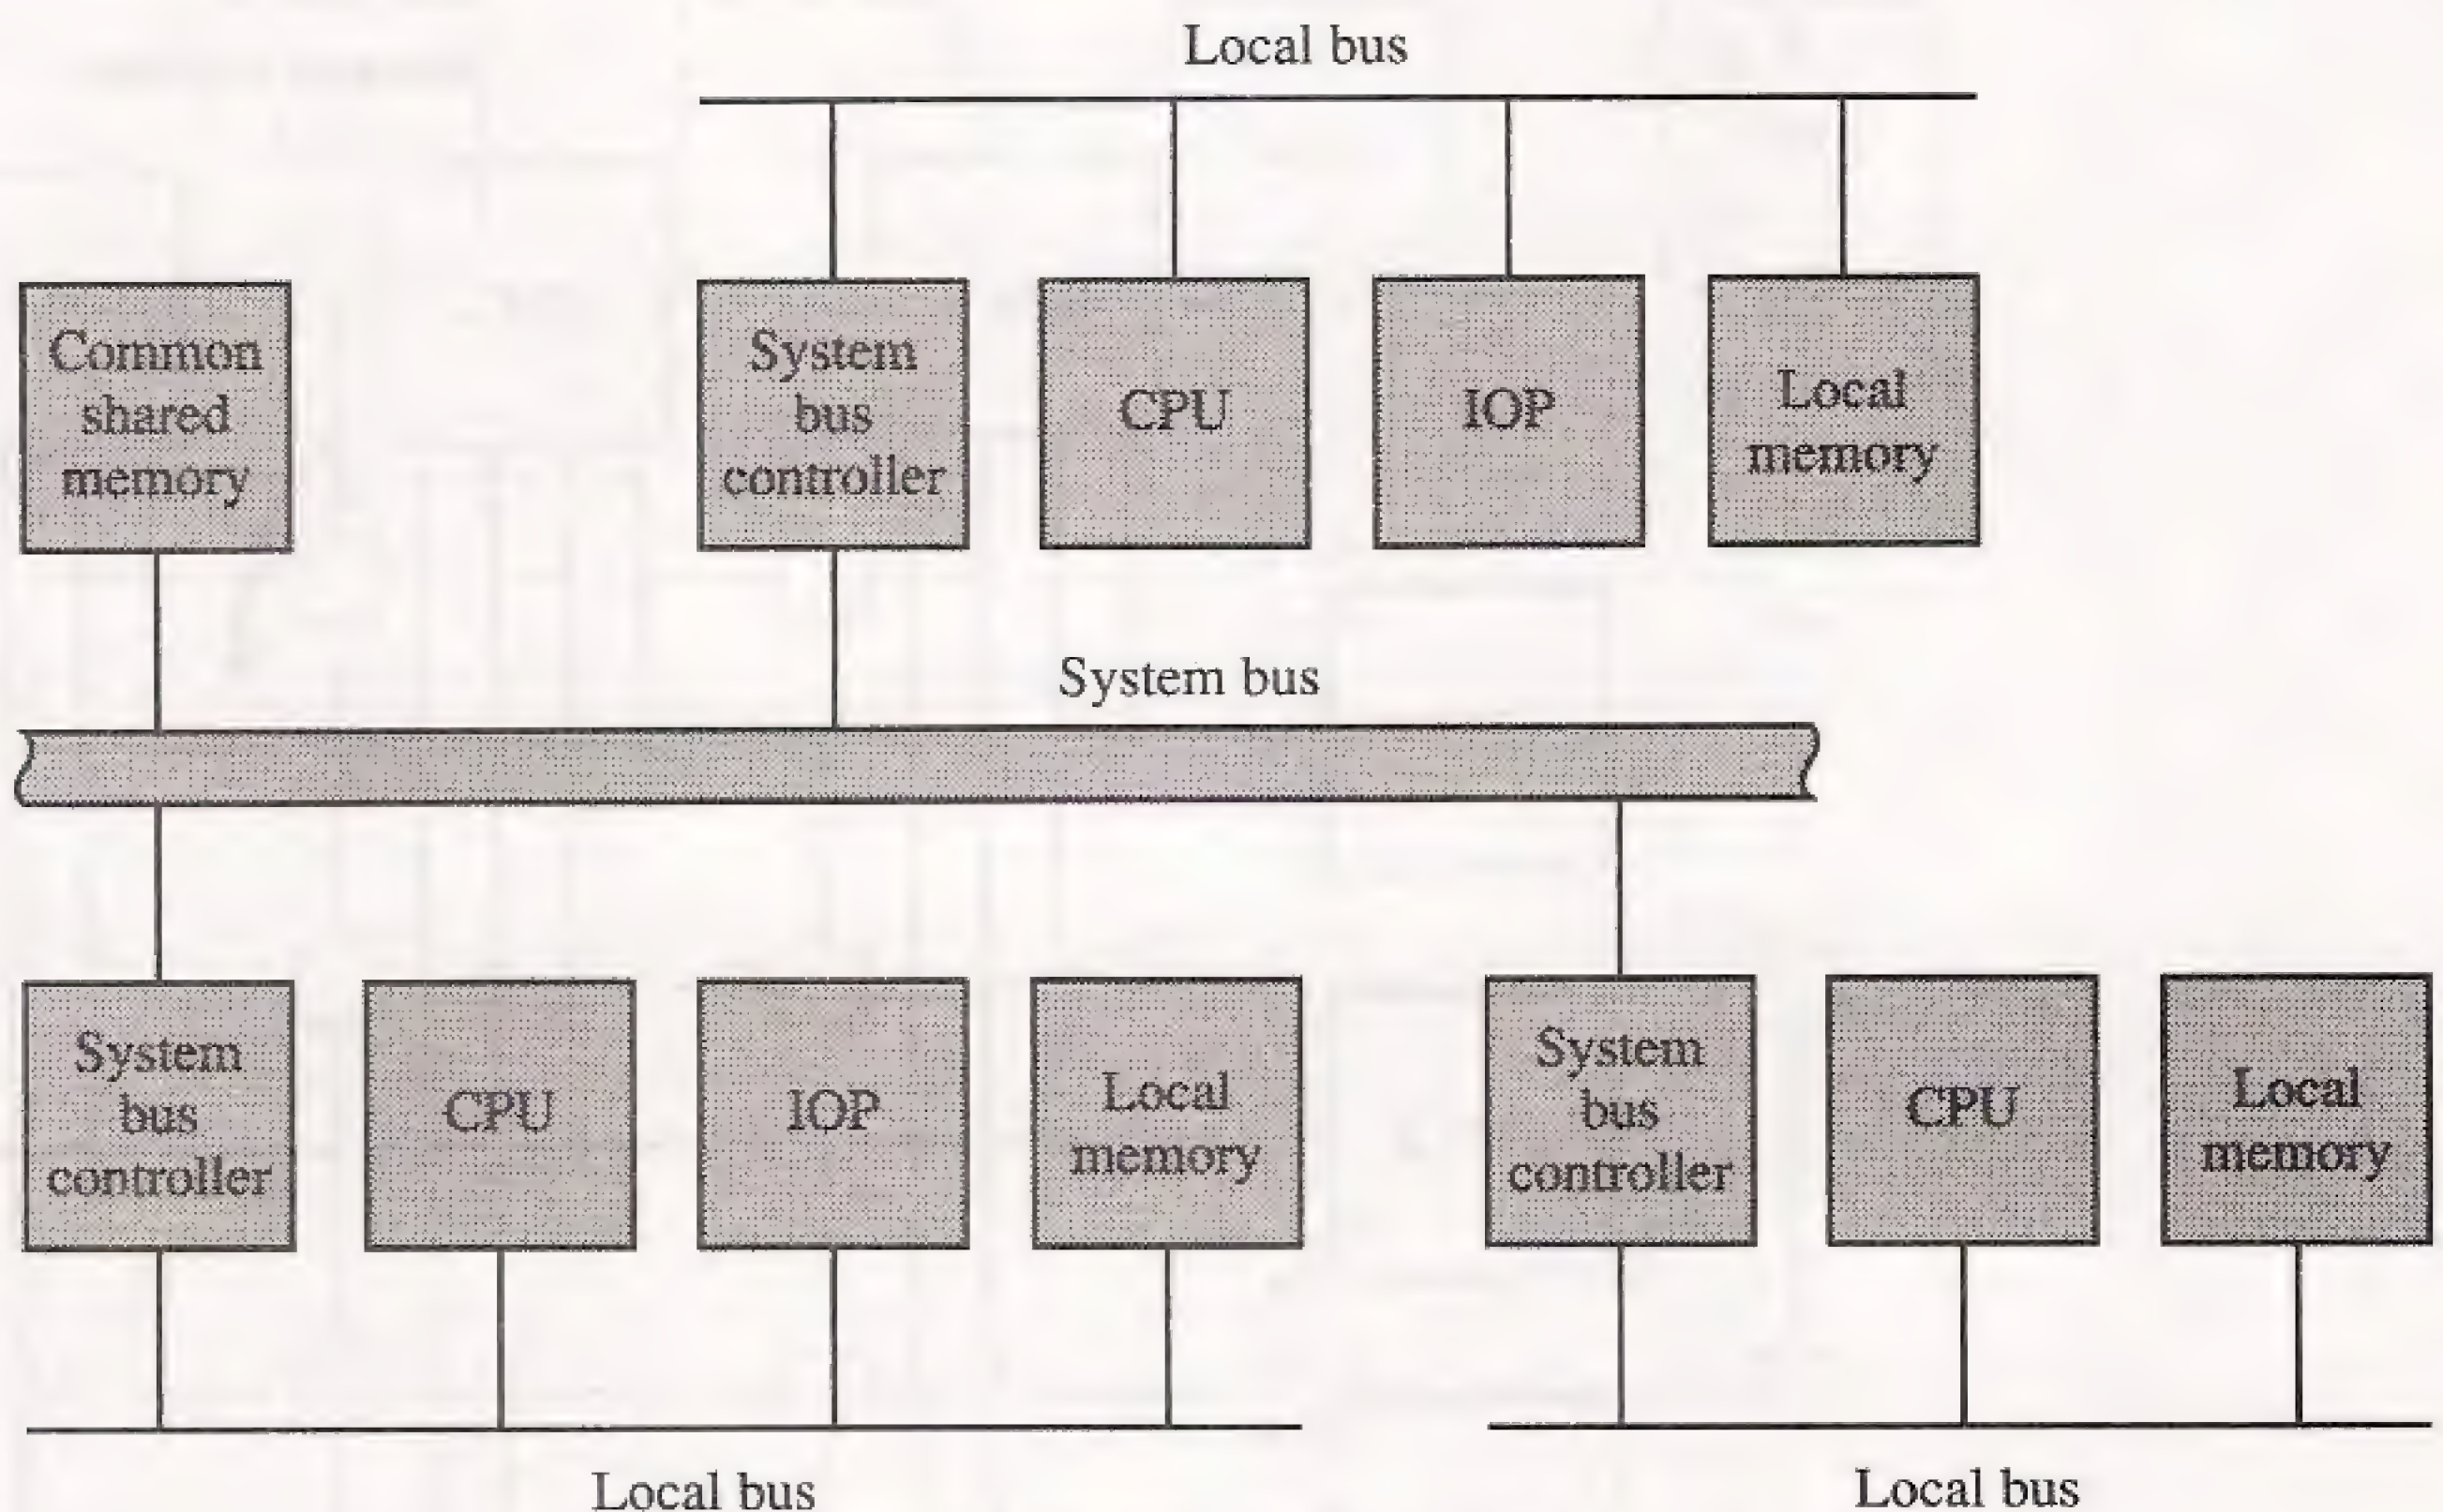 Local bus
Common
shared
memory
System
bus
controller
CPU
IOP
Local
memory
System bus
System
bus
controller
CPU
IOP
Local
memory
System
bus
controller
CPU
Local
memory
Local bus
Local bus